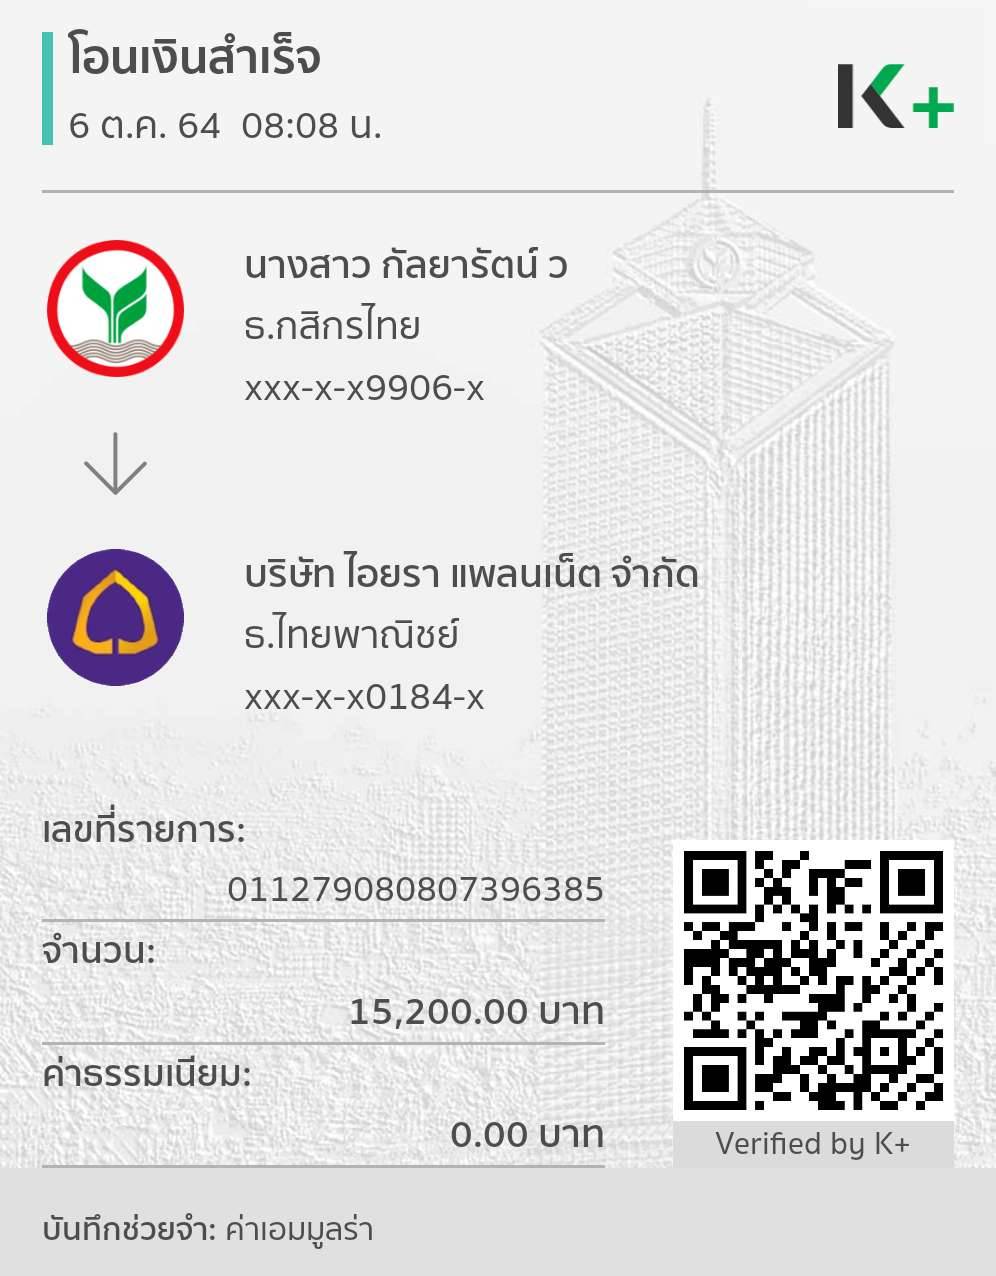 โอนเงินสำเร็จ
6 ต.ค. 64 08:08 น.
K+
นางสาว กัลยารัตน์ ว
ธ.กสิกรไทย
xxx-x-x9906-x
บริษัท ไอยรา แพลนเน็ต จำกัด
ธ.ไทยพาณิชย์
xxx-x-x0184-x
เลขที่รายการ:
011279080807396385
จำนวน:
15,200.00 บาท
ค่าธรรมเนียม:
0.00 บาท
Verified by K+
บันทึกช่วยจำ: ค่าเอมมูลร่า